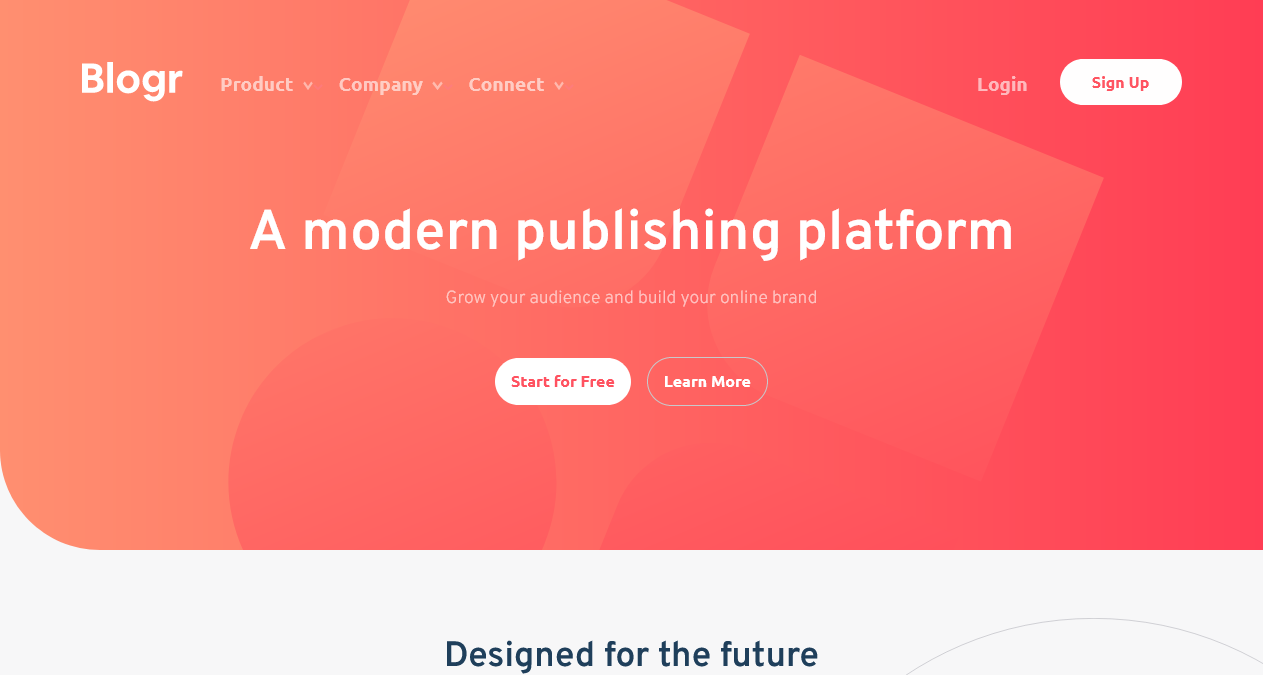 Blogr Product Company Connect Login Sign Up
A modern publishing platform
Grow your audience and build your online brand
Start for Free Learn More
Designed for the future